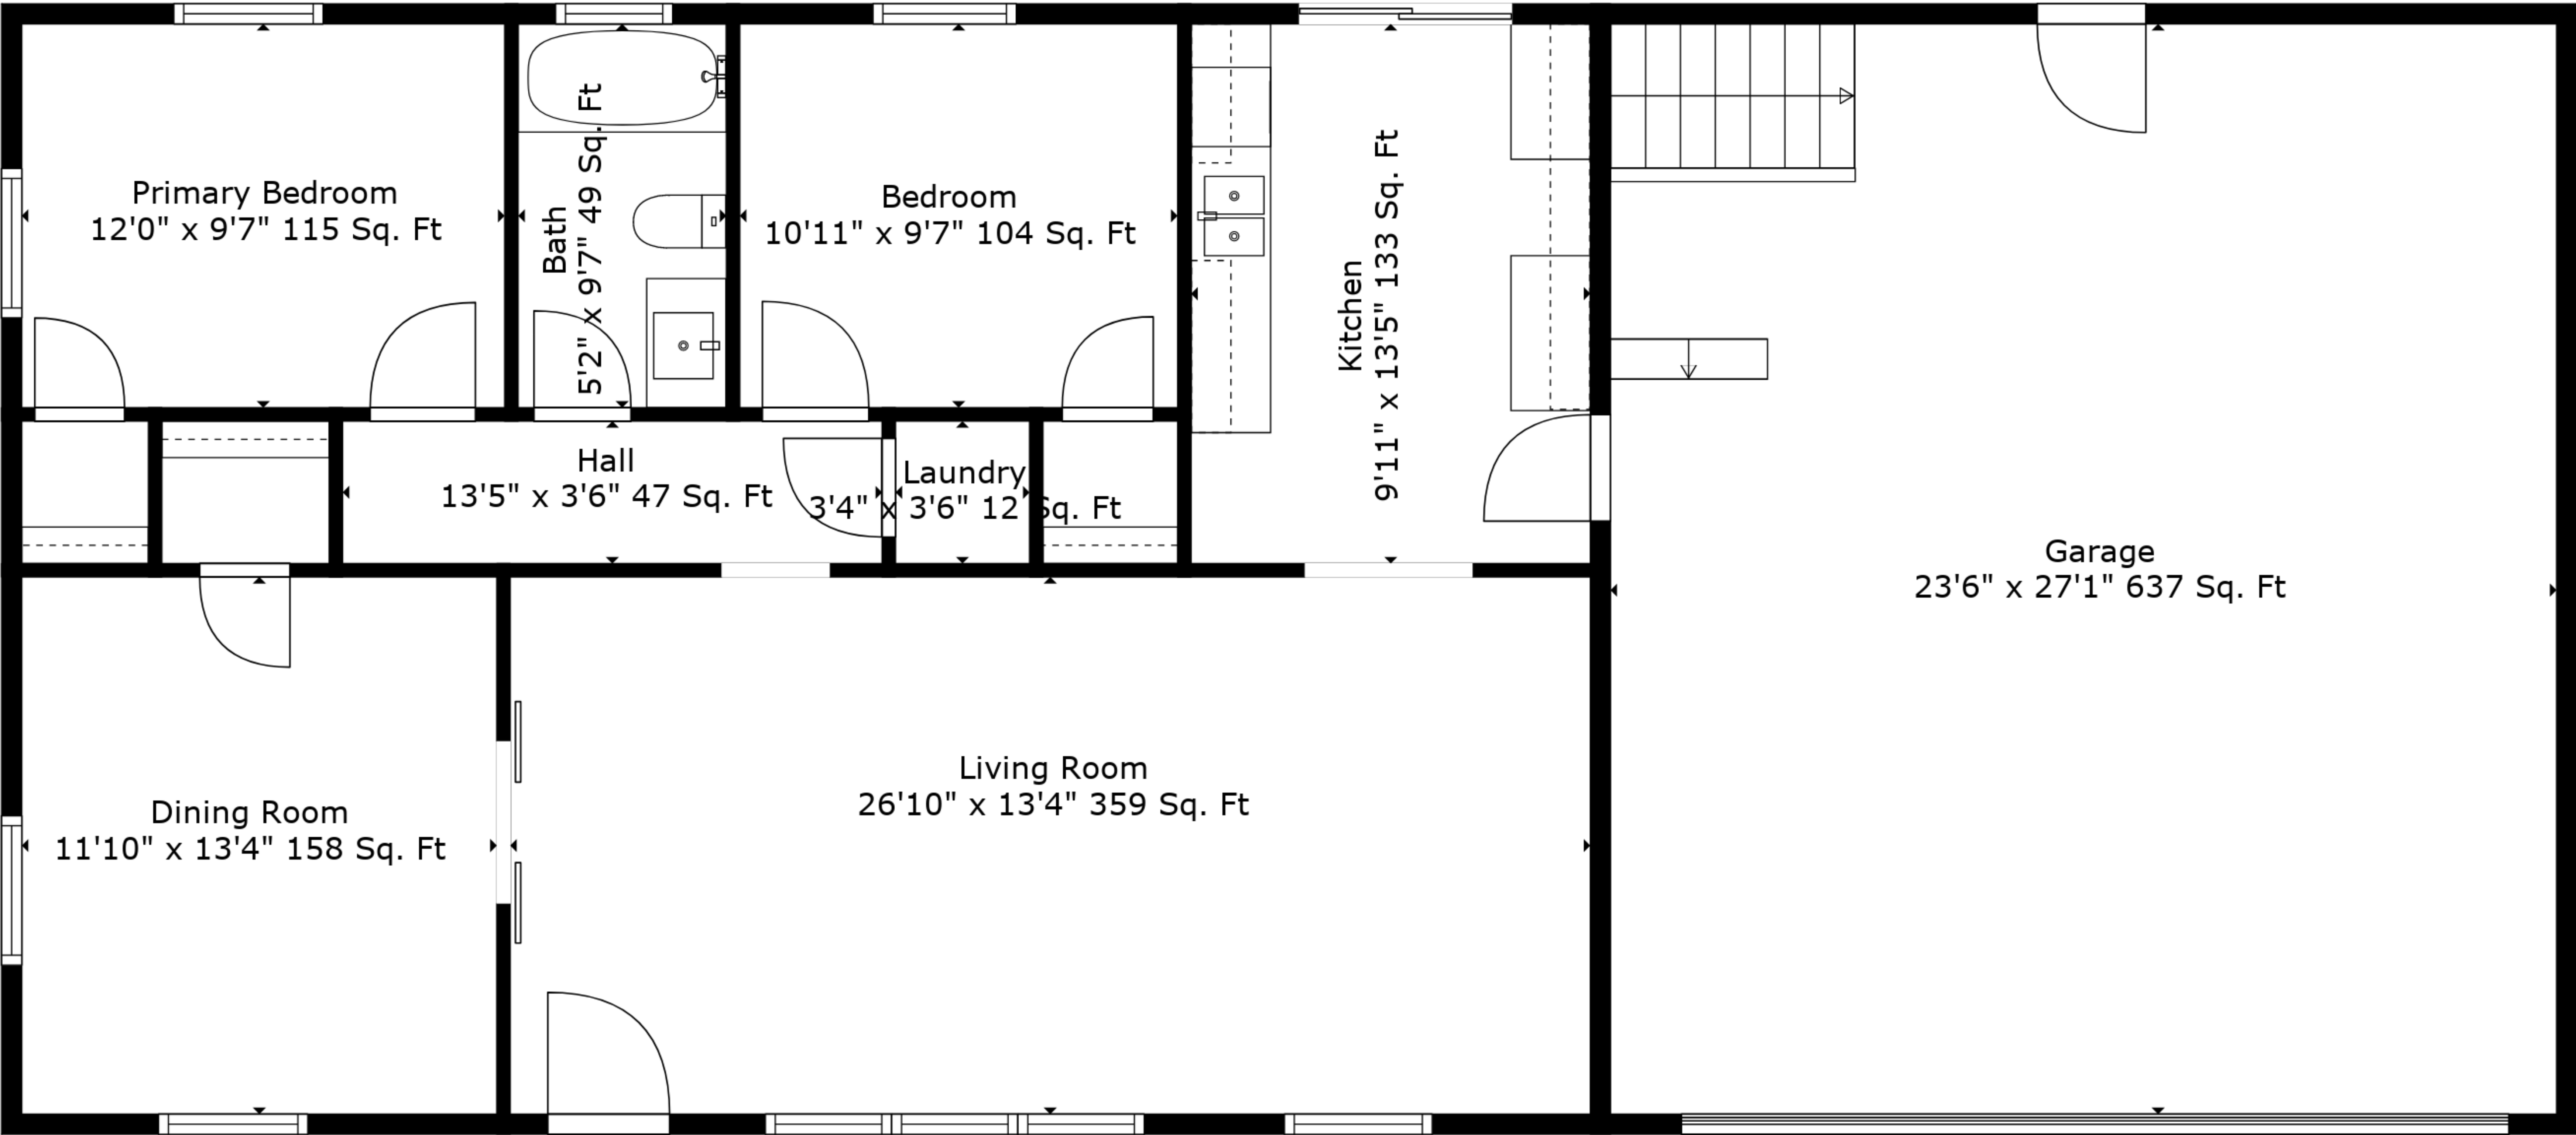 Primary Bedroom
12'0" x 9'7" 115 Sq. Ft
Bath
5'2" x 9'7" 49 Sq. Ft
Bedroom
10'11" x 9'7" 104 Sq. Ft
Kitchen
9'11" x 13'5" 133 Sq. Ft
Hall
13'5" x 3'6" 47 Sq. Ft
Laundry
3'4" x 3'6" 12 Sq. Ft
Garage
23'6" x 27'1" 637 Sq. Ft
Living Room
26'10" x 13'4" 359 Sq. Ft
Dining Room
11'10" x 13'4" 158 Sq. Ft